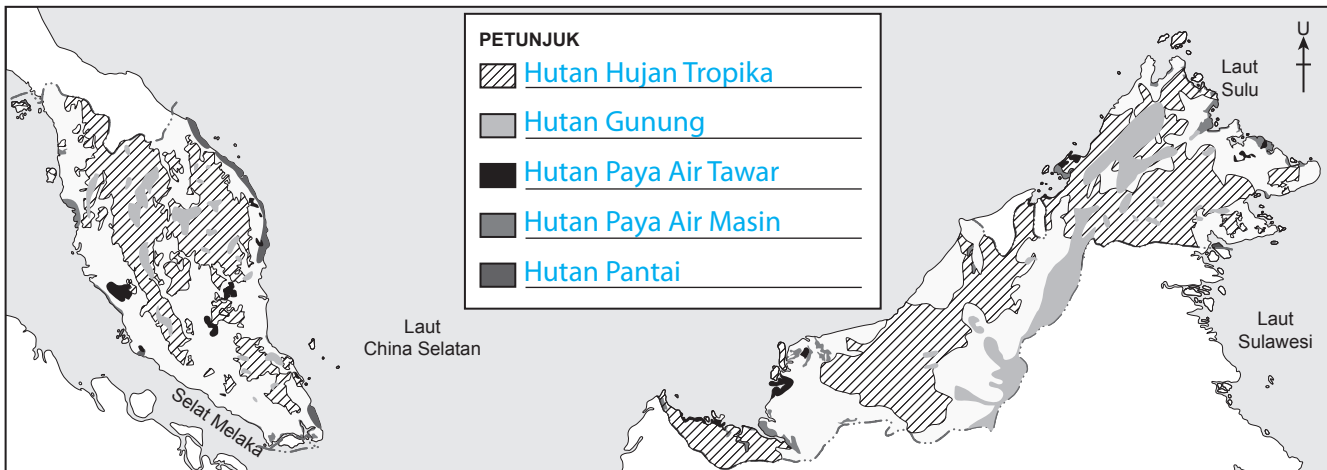 PETUNJUK
Hutan Hujan Tropika
Hutan Gunung
Hutan Paya Air Tawar
Hutan Paya Air Masin
Hutan Pantai
U
Laut
Sulu
Laut
China Selatan
Laut
Sulawesi
Selat Melaka